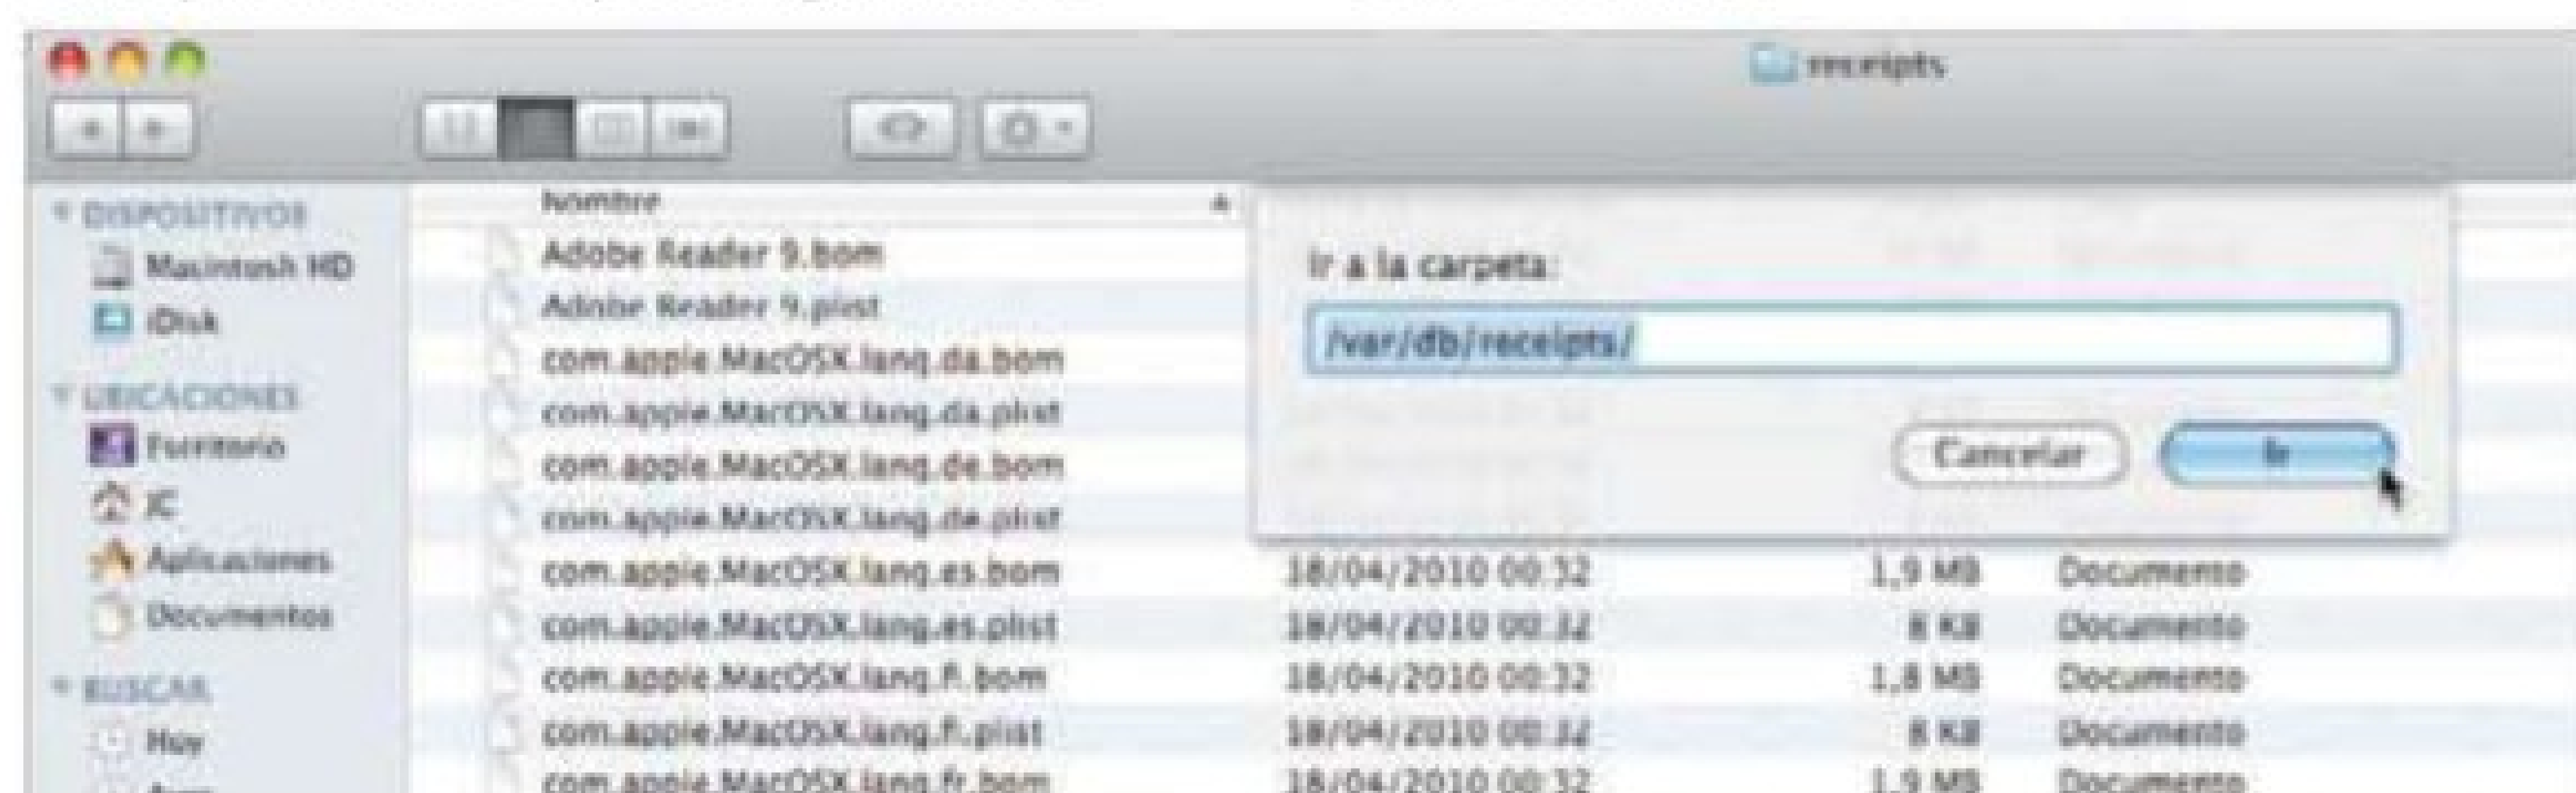 receipts
DISPOSITIVOS
Macintosh HD
iDisk
UBICACIONES
Escritorio
JC
Aplicaciones
Documentos
BUSCAR
Hoy
Nombre
Adobe Reader 9.bom
Adobe Reader 9.plist
com.apple.MacOSX.lang.da.bom
com.apple.MacOSX.lang.da.plist
com.apple.MacOSX.lang.de.bom
com.apple.MacOSX.lang.de.plist
com.apple.MacOSX.lang.es.bom 18/04/2010 00:32 1,9 MB Documento
com.apple.MacOSX.lang.es.plist 18/04/2010 00:32 8 KB Documento
com.apple.MacOSX.lang.fi.bom 18/04/2010 00:32 1,8 MB Documento
com.apple.MacOSX.lang.fi.plist 18/04/2010 00:32 8 KB Documento
com.apple.MacOSX.lang.fr.bom 18/04/2010 00:32 1,9 MB Documento
Ir a la carpeta:
/var/db/receipts/
Cancelar Ir